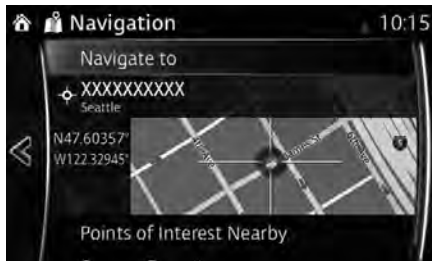 Navigation 10:15
Navigate to
XXXXXXXXXX
Seattle
N47.60357°
W122.32945°
Points of Interest Nearby